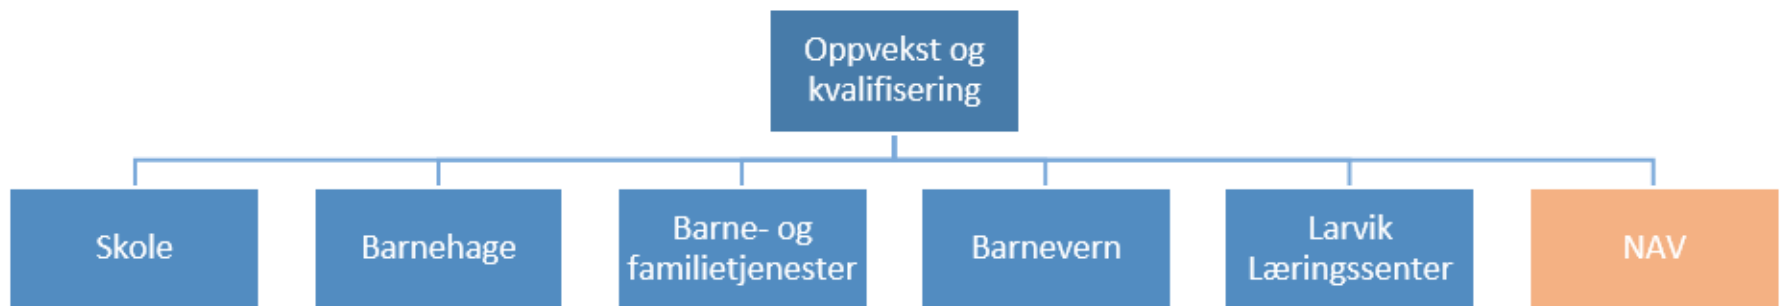 Oppvekst og
kvalifisering
Skole
Barnehage
Barne- og
familietjenester
Barnevern
Larvik
Læringssenter
NAV